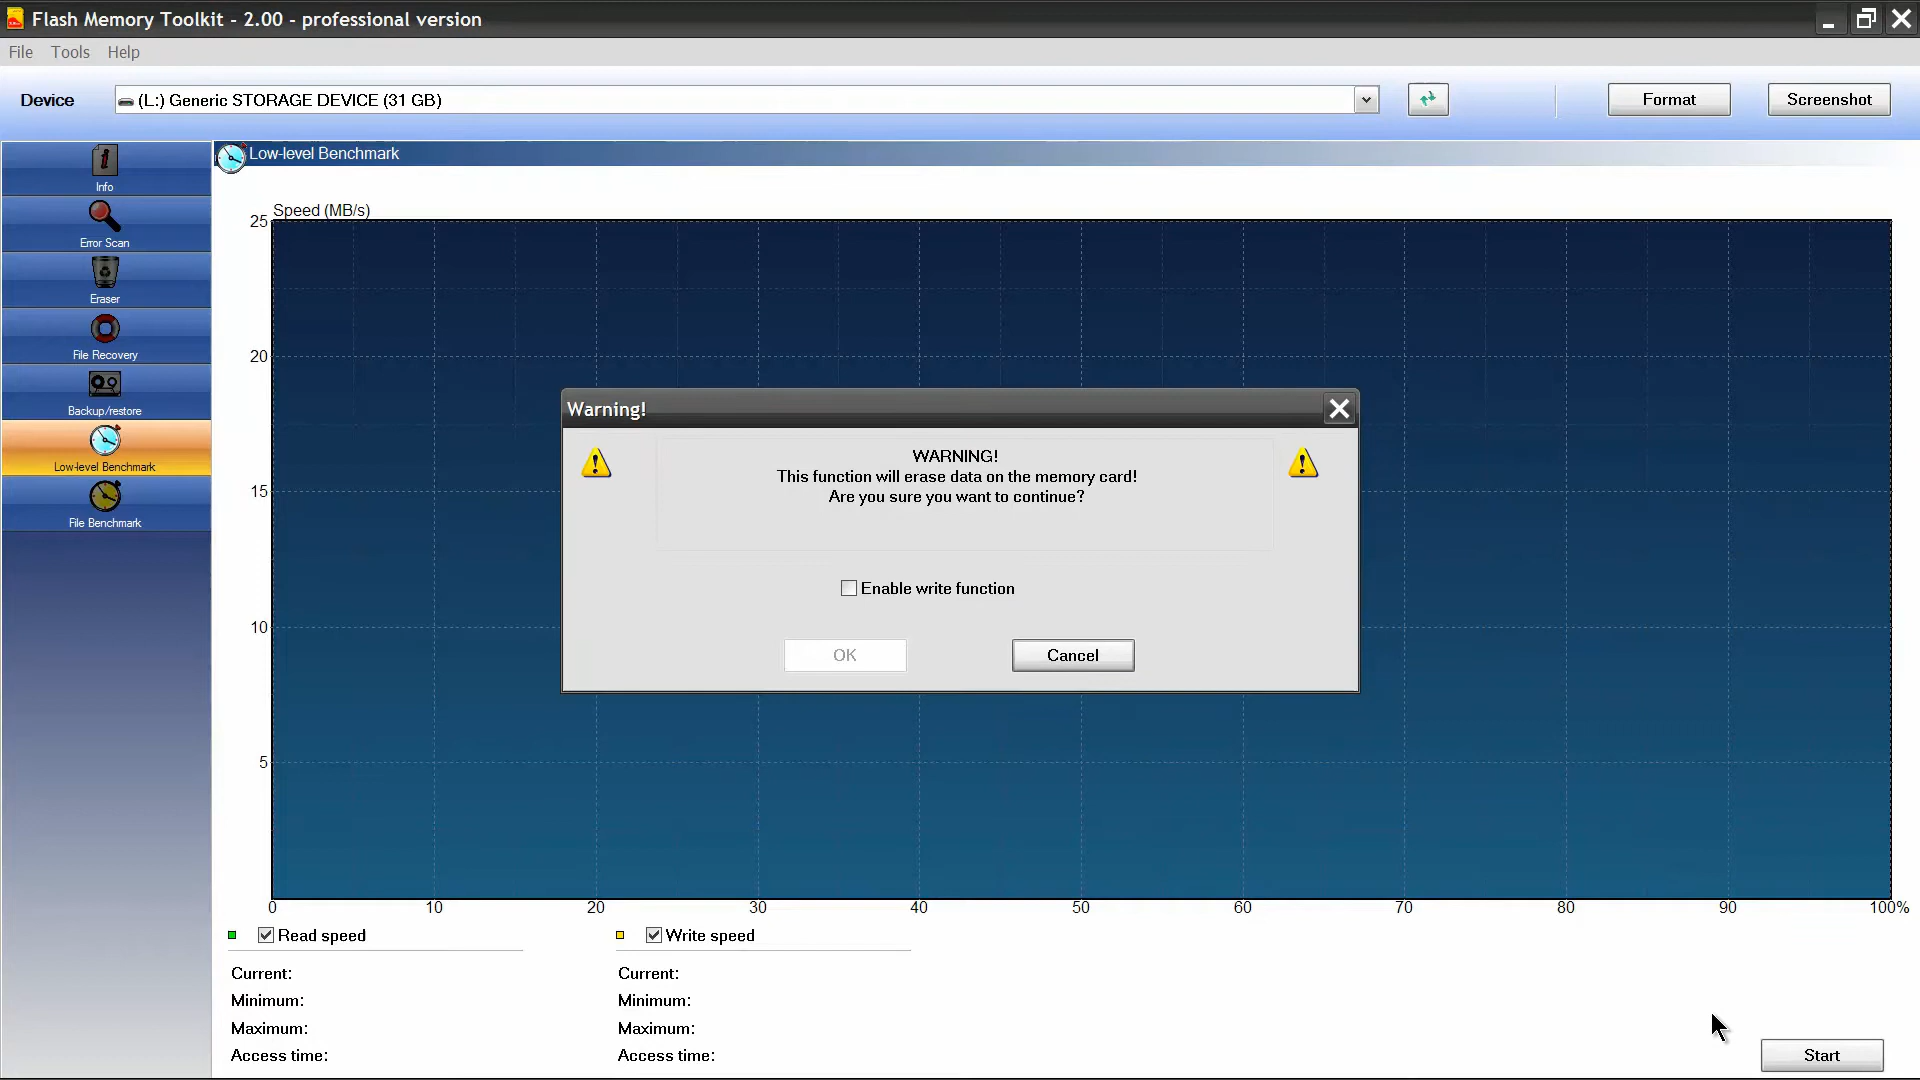 Flash Memory Toolkit - 2.00 - professional version
File Tools Help
Device
(L:) Generic STORAGE DEVICE (31 GB)
Format
Screenshot
Info
Error Scan
Eraser
File Recovery
Backup/restore
Low-level Benchmark
File Benchmark
Low-level Benchmark
Speed (MB/s)
25
20
15
10
5
0 10 20 30 40 50 60 70 80 90 100%
Warning!
WARNING!
This function will erase data on the memory card!
Are you sure you want to continue?
Enable write function
OK
Cancel
Read speed
Current:
Minimum:
Maximum:
Access time:
Write speed
Current:
Minimum:
Maximum:
Access time:
Start